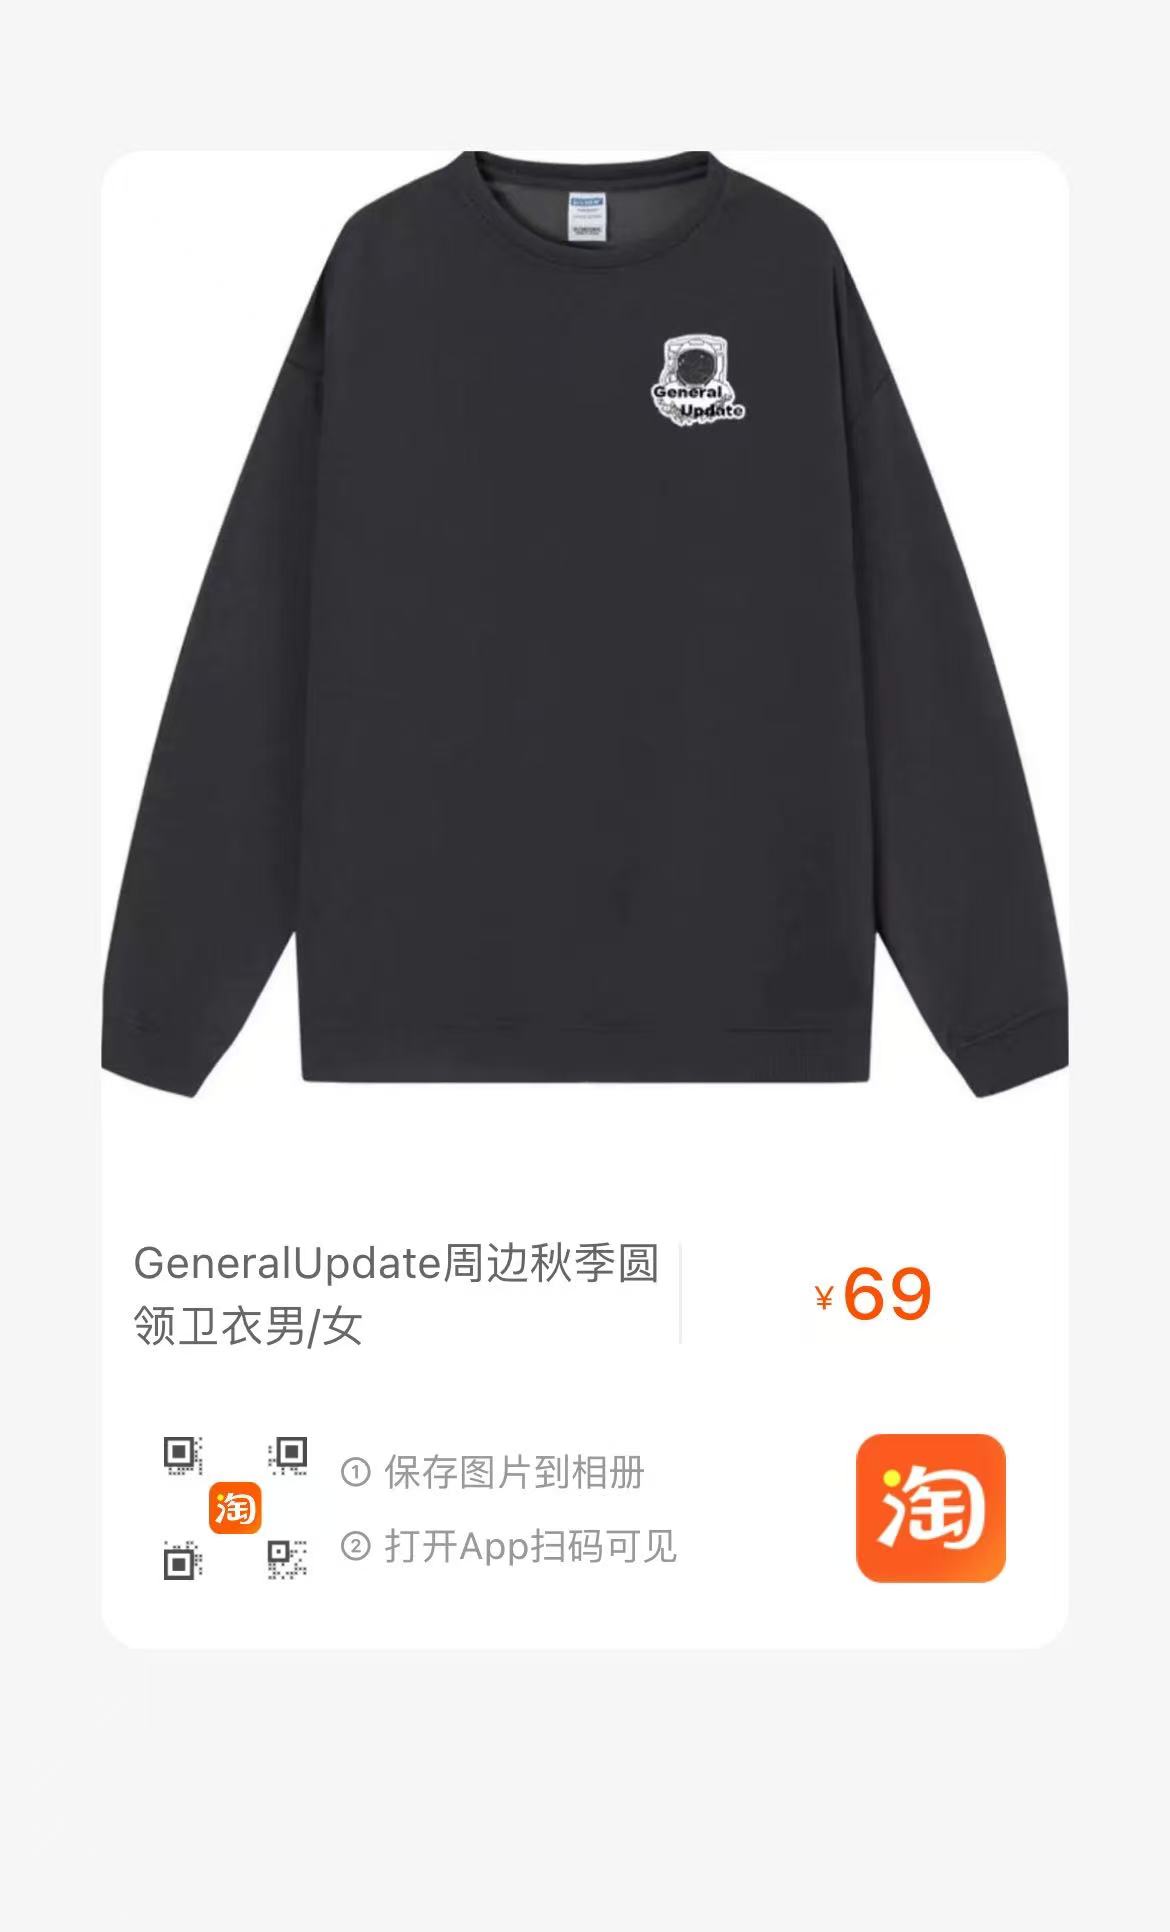 General
Update
GeneralUpdate周边秋季圆
领卫衣男/女
¥69
① 保存图片到相册
② 打开App扫码可见
淘
淘